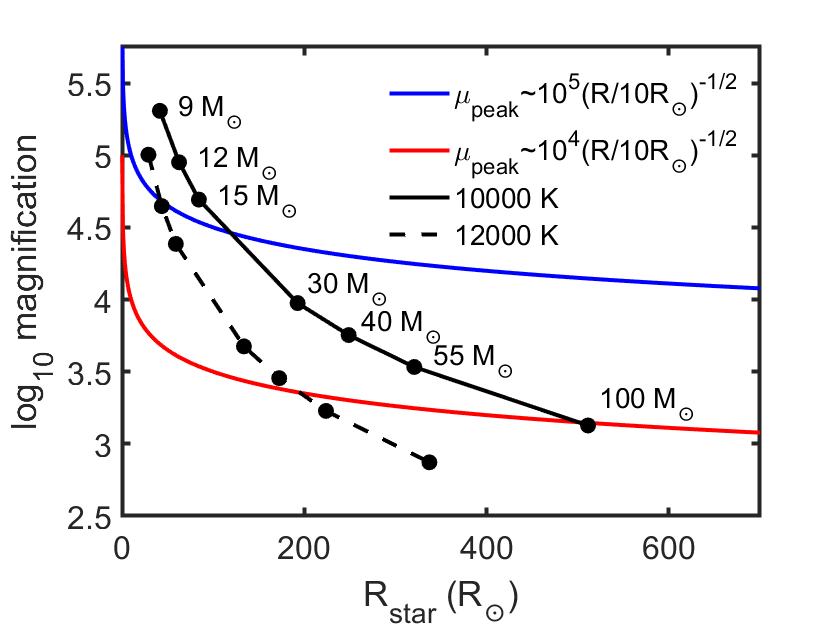 5.5
5
4.5
4
3.5
3
2.5
0
200
400
600
log10 magnification
Rstar (R⊙)
μpeak~10^5(R/10R⊙)^-1/2
μpeak~10^4(R/10R⊙)^-1/2
10000 K
12000 K
9 M⊙
12 M⊙
15 M⊙
30 M⊙
40 M⊙
55 M⊙
100 M⊙